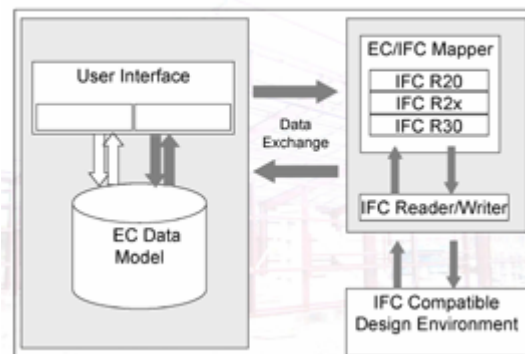 User Interface
EC Data
Model
Data
Exchange
EC/IFC Mapper
IFC R20
IFC R2x
IFC R30
IFC Reader/Writer
IFC Compatible
Design Environment